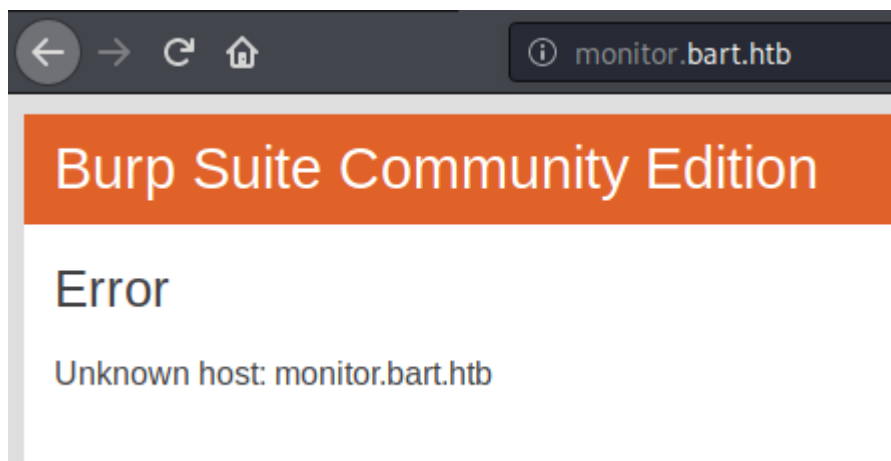 monitor.bart.htb
Burp Suite Community Edition
Error
Unknown host: monitor.bart.htb